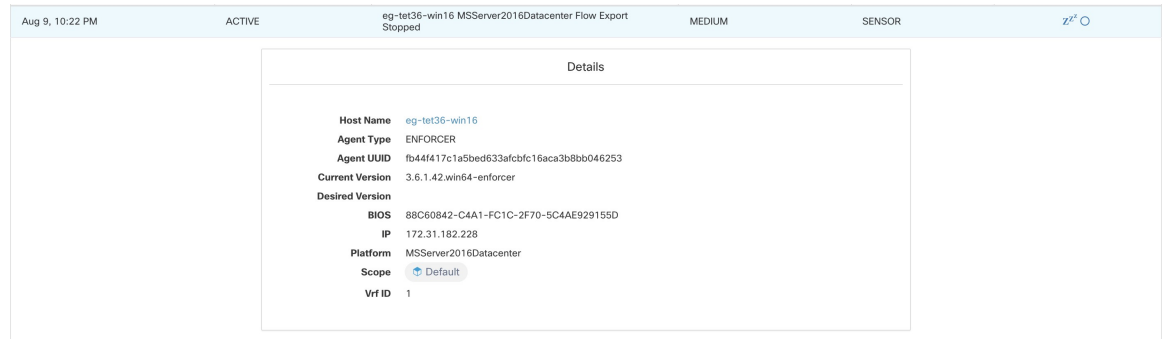 Aug 9, 10:22 PM ACTIVE eg-tet36-win16 MSServer2016Datacenter Flow Export Stopped MEDIUM SENSOR zzz
Details
Host Name eg-tet36-win16
Agent Type ENFORCER
Agent UUID fb44f417c1a5bed633afcbfc16aca3b8bb046253
Current Version 3.6.1.42.win64-enforcer
Desired Version
BIOS 88C60842-C4A1-FC1C-2F70-5C4AE929155D
IP 172.31.182.228
Platform MSServer2016Datacenter
Scope Default
Vrf ID 1